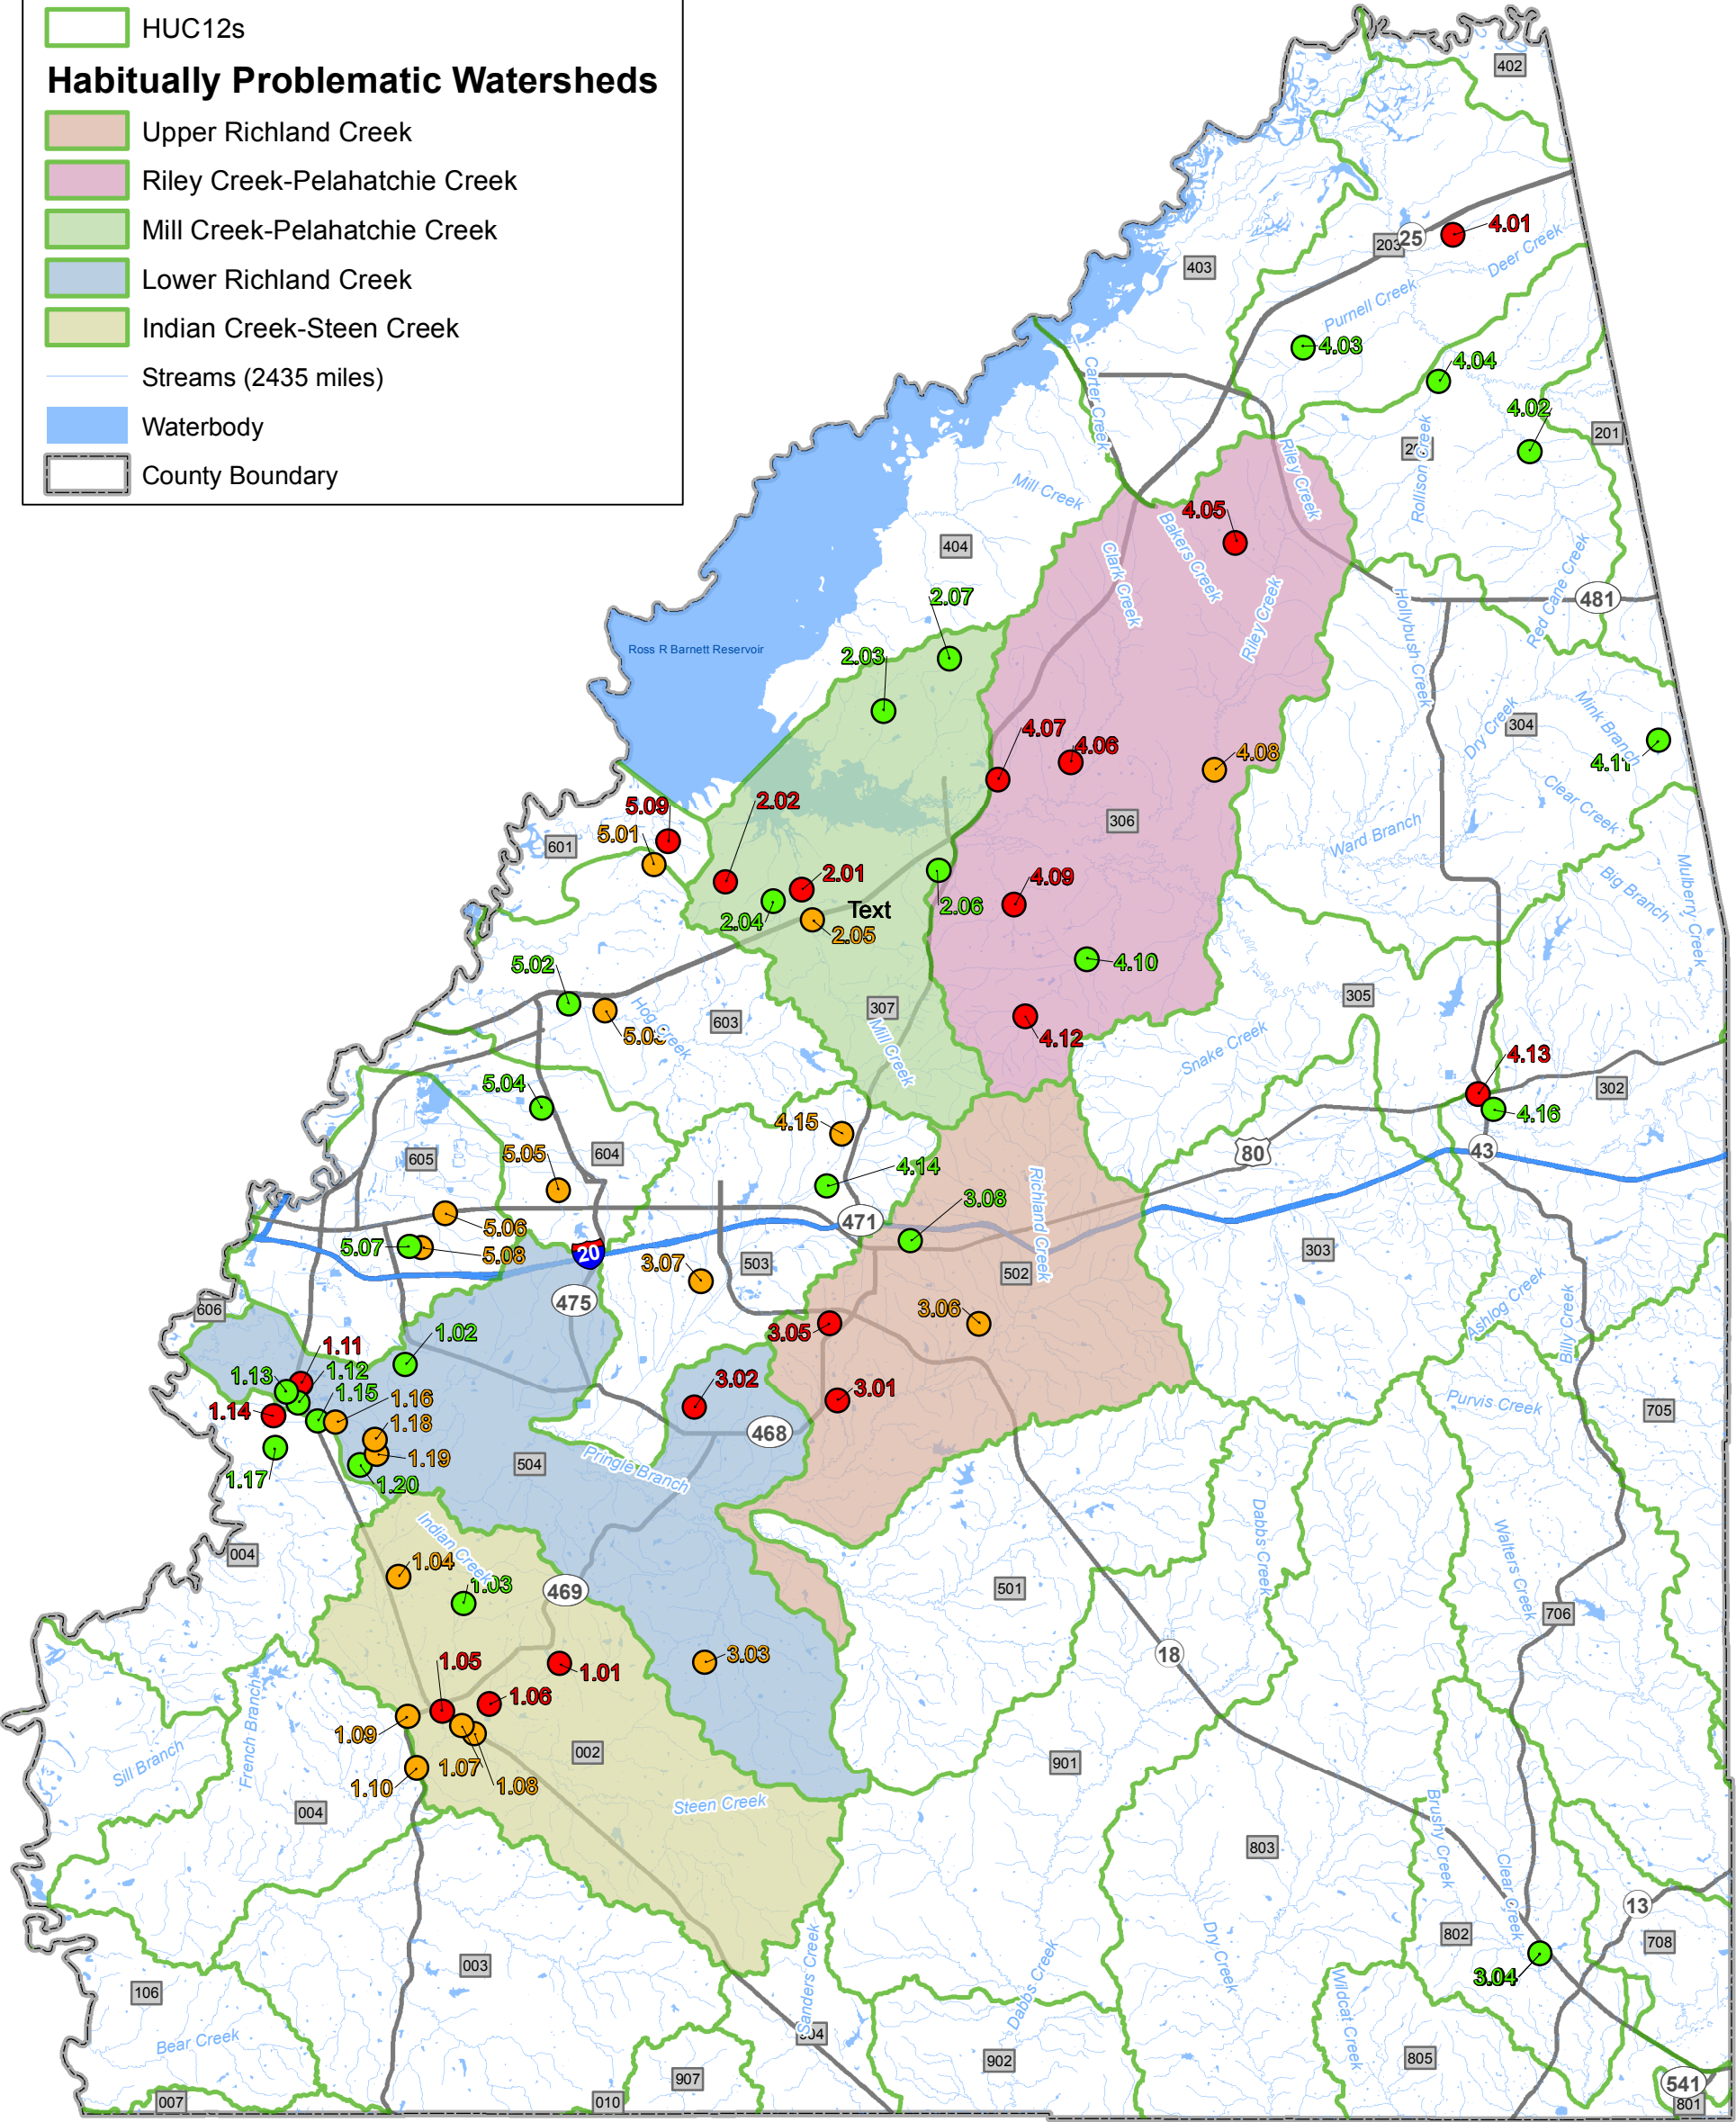 HUC12s
Habitually Problematic Watersheds
Upper Richland Creek
Riley Creek-Pelahatchie Creek
Mill Creek-Pelahatchie Creek
Lower Richland Creek
Indian Creek-Steen Creek
Streams (2435 miles)
Waterbody
County Boundary
402
4.01
25
203
Deer Creek
403
Purnell Creek
4.03
4.04
Carter Creek
4.02
201
Rollison Creek
Riley Creek
Mill Creek
4.05
Bakers Creek
404
Clark Creek
Red Cane Creek
481
2.07
Hollybush Creek
Riley Creek
Ross R Barnett Reservoir
2.03
Mink Branch
304
Dry Creek
4.07
4.06
4.08
4.11
5.09
2.02
Clear Creek
306
5.01
601
Ward Branch
2.01
4.09
Big Branch
Mulberry Creek
Text
2.06
2.04
2.05
5.02
4.10
305
307
603
Hog Creek
4.12
Mill Creek
Snake Creek
4.13
5.04
302
4.16
4.15
43
80
5.05
604
605
4.14
3.08
Richland Creek
471
5.06
5.07
5.08
20
3.07
503
502
303
475
606
3.06
Ashlog Creek
Billy Creek
3.05
1.02
1.11
1.13
1.12
1.15
3.02
3.01
1.16
1.14
Purvis Creek
705
1.18
468
1.19
504
Pringle Branch
1.17
1.20
Indian Creek
Dabbs Creek
Walters Creek
004
1.04
1.03
469
501
706
1.05
1.01
3.03
18
1.06
1.09
French Branch
Sill Branch
002
901
1.07
1.08
1.10
Steen Creek
004
Brushy Creek
803
Clear Creek
13
802
708
003
Sanders Creek
Dabbs Creek
Dry Creek
3.04
106
Wildcat Creek
Bear Creek
902
805
907
541
007
010
801